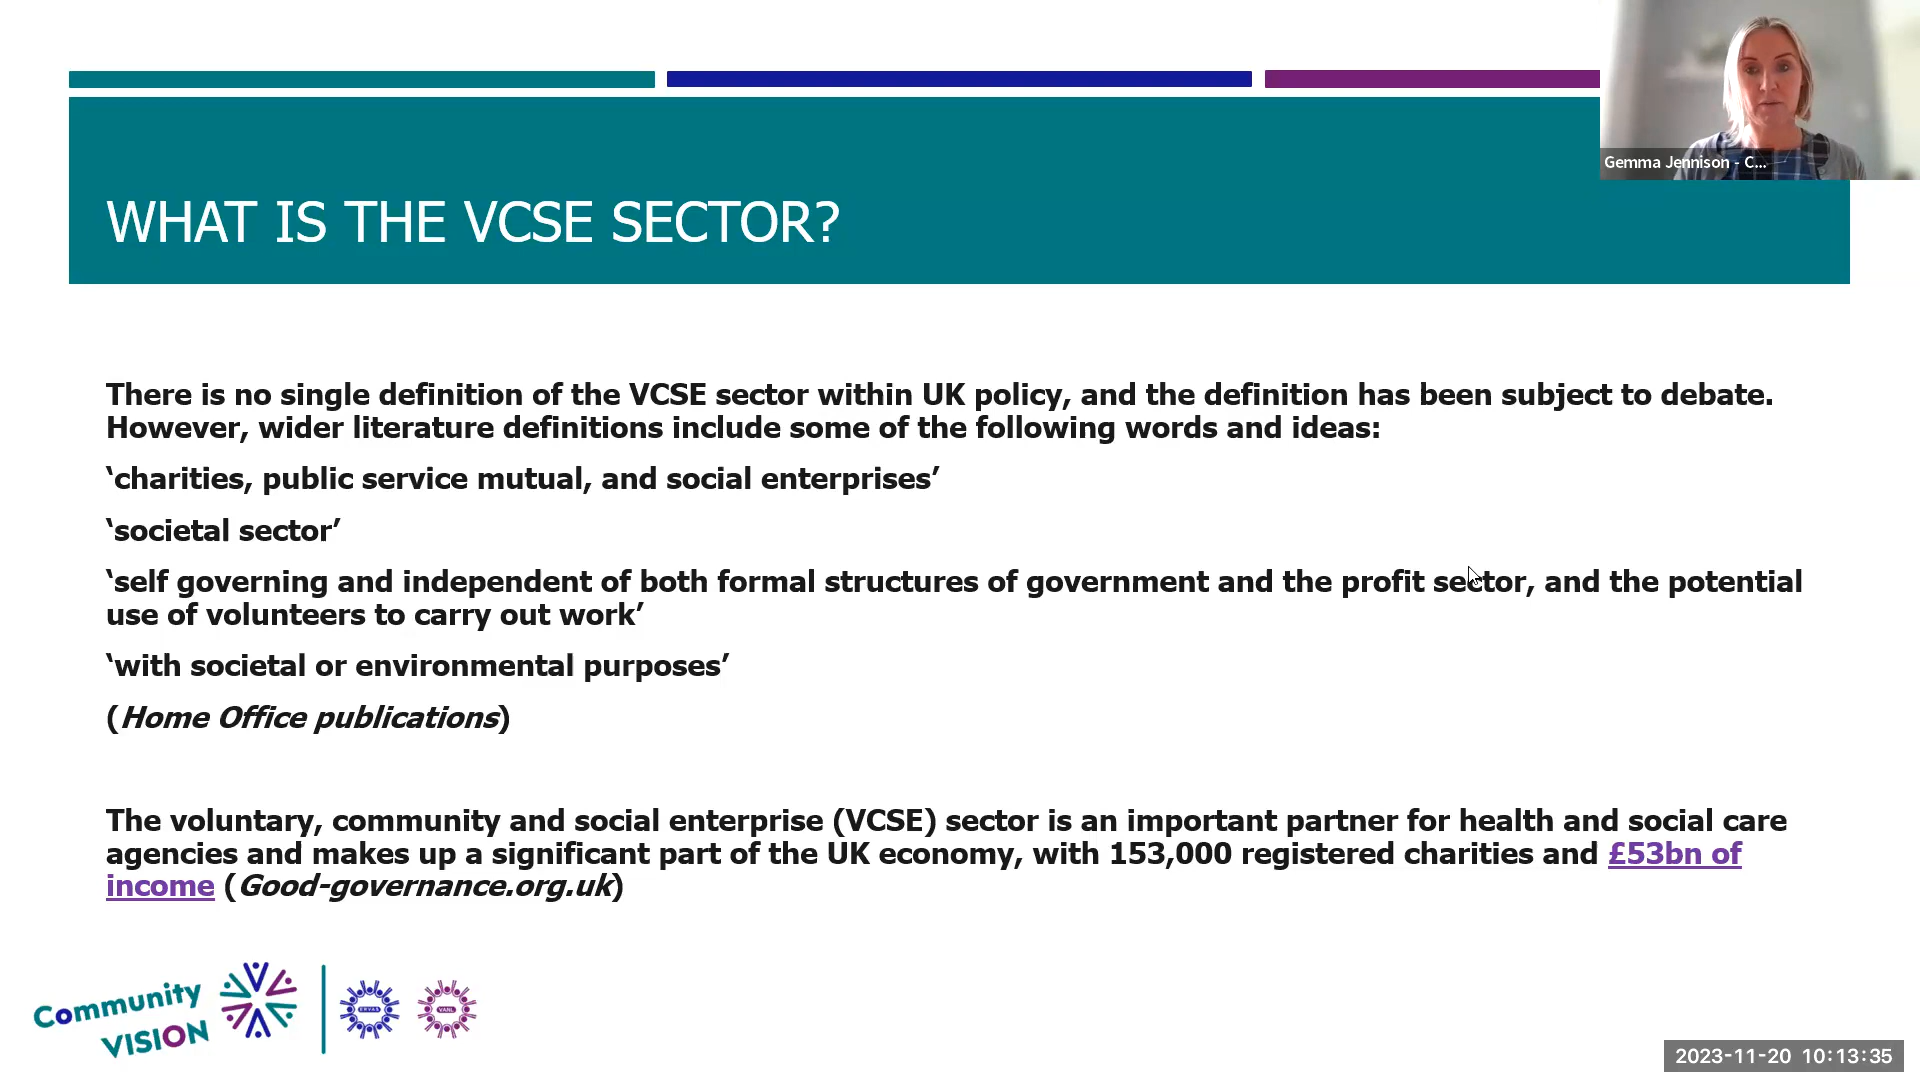 Gemma Jennison - C...
WHAT IS THE VCSE SECTOR?
There is no single definition of the VCSE sector within UK policy, and the definition has been subject to debate.
However, wider literature definitions include some of the following words and ideas:
‘charities, public service mutual, and social enterprises’
‘societal sector’
‘self governing and independent of both formal structures of government and the profit sector, and the potential
use of volunteers to carry out work’
‘with societal or environmental purposes’
(Home Office publications)
The voluntary, community and social enterprise (VCSE) sector is an important partner for health and social care
agencies and makes up a significant part of the UK economy, with 153,000 registered charities and £53bn of
income (Good-governance.org.uk)
Community
VISION
VANL
2023-11-20 10:13:35